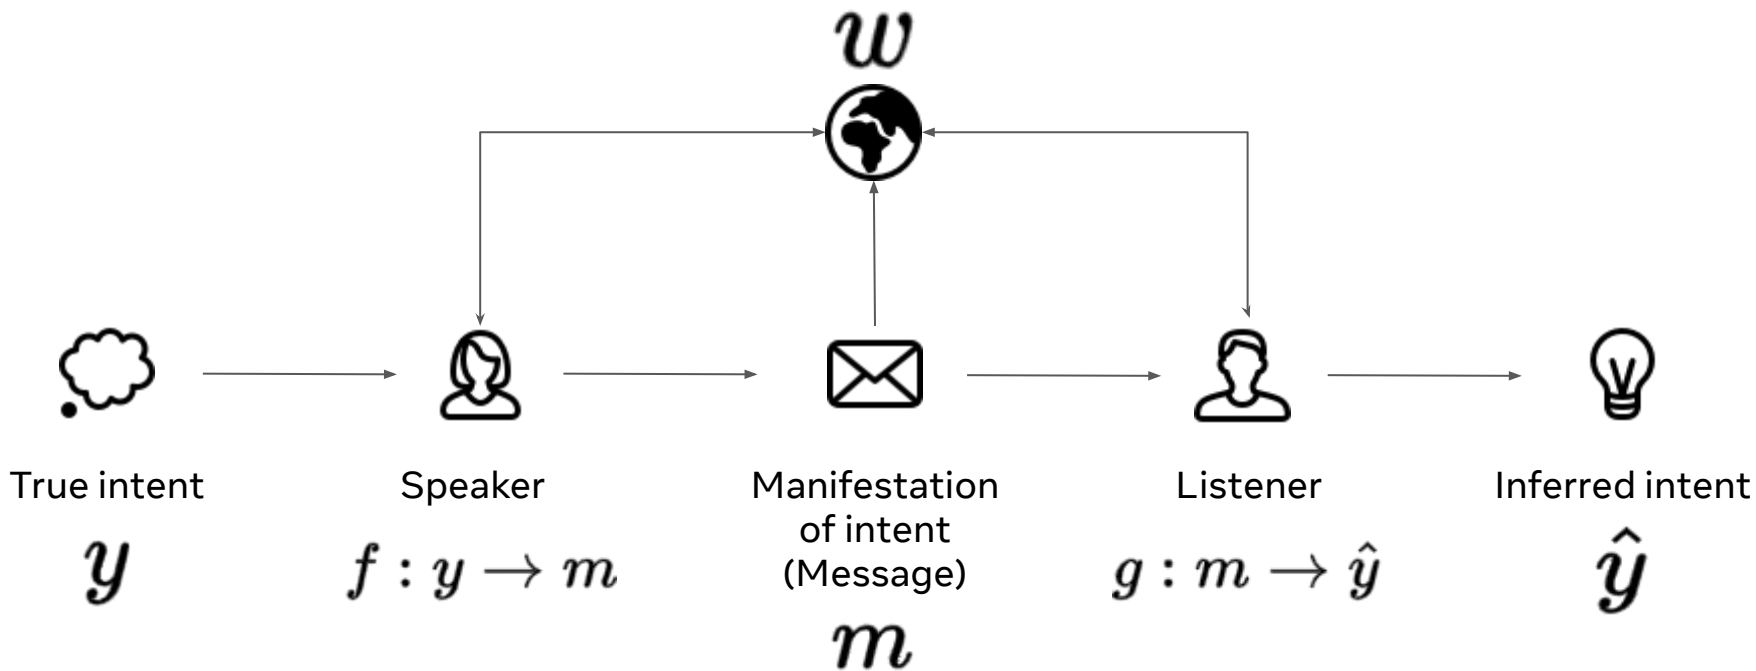 w
True intent
Speaker
Manifestation
of intent
(Message)
Listener
Inferred intent
y
f : y → m
m
g : m → ŷ
ŷ